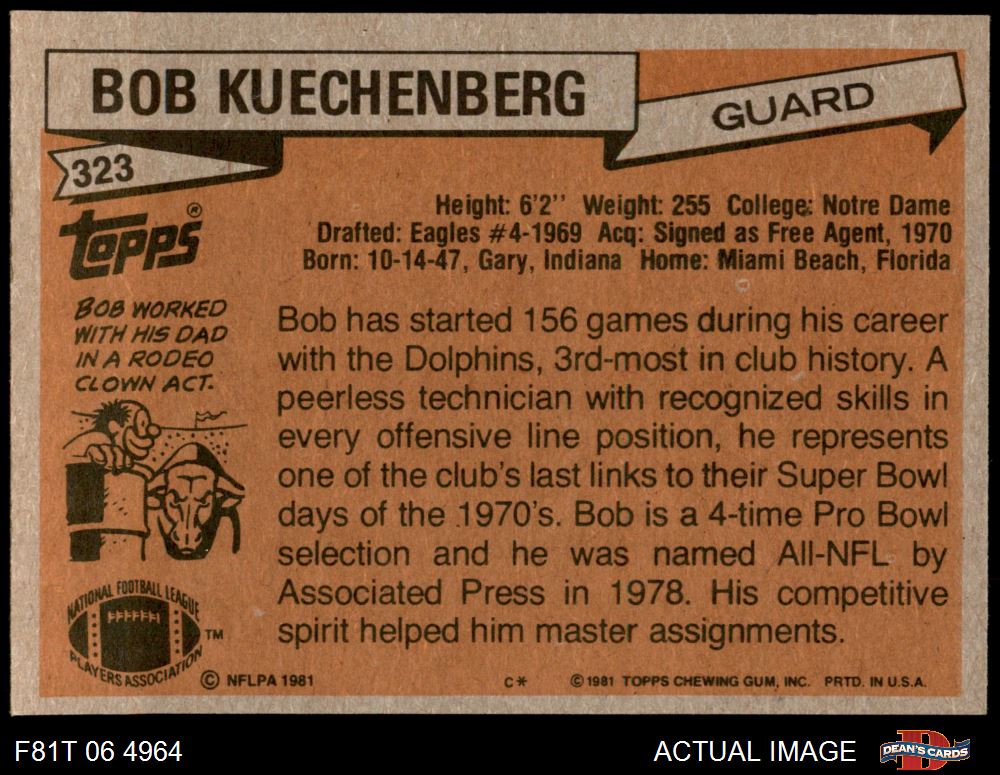 BOB KUECHENBERG
GUARD
323
Topps®
Height: 6'2'' Weight: 255 College: Notre Dame
Drafted: Eagles #4-1969 Acq: Signed as Free Agent, 1970
Born: 10-14-47, Gary, Indiana Home: Miami Beach, Florida
BOB WORKED
WITH HIS DAD
IN A RODEO
CLOWN ACT.
Bob has started 156 games during his career
with the Dolphins, 3rd-most in club history. A
peerless technician with recognized skills in
every offensive line position, he represents
one of the club's last links to their Super Bowl
days of the 1970's. Bob is a 4-time Pro Bowl
selection and he was named All-NFL by
Associated Press in 1978. His competitive
spirit helped him master assignments.
NATIONAL FOOTBALL LEAGUE
PLAYERS ASSOCIATION
TM
© NFLPA 1981
C*
© 1981 TOPPS CHEWING GUM, INC. PRTD. IN U.S.A.
F81T 06 4964
ACTUAL IMAGE
D
DEAN'S CARDS